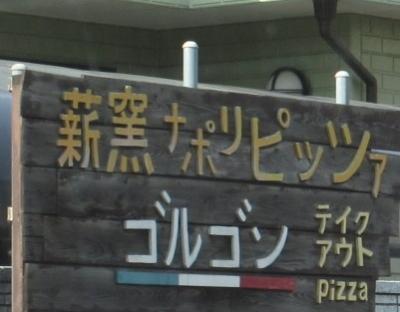 薪窯ナポリピッツァ
ゴルゴン
テイク
アウト
pizza